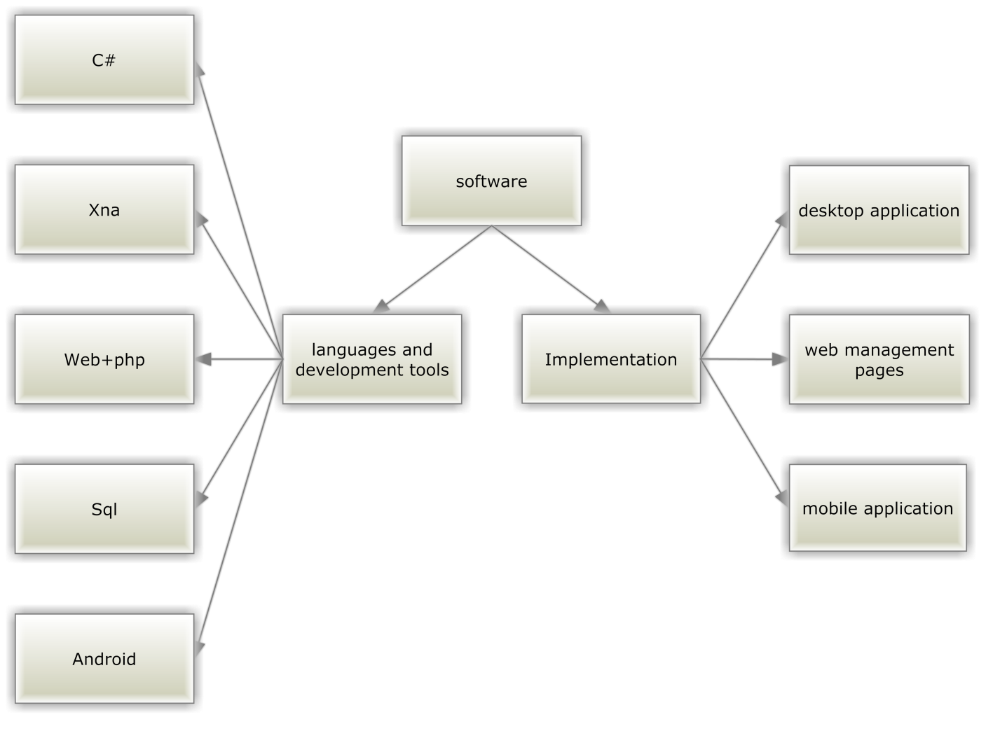 C#
Xna
Web+php
Sql
Android
software
languages and
development tools
Implementation
desktop application
web management
pages
mobile application